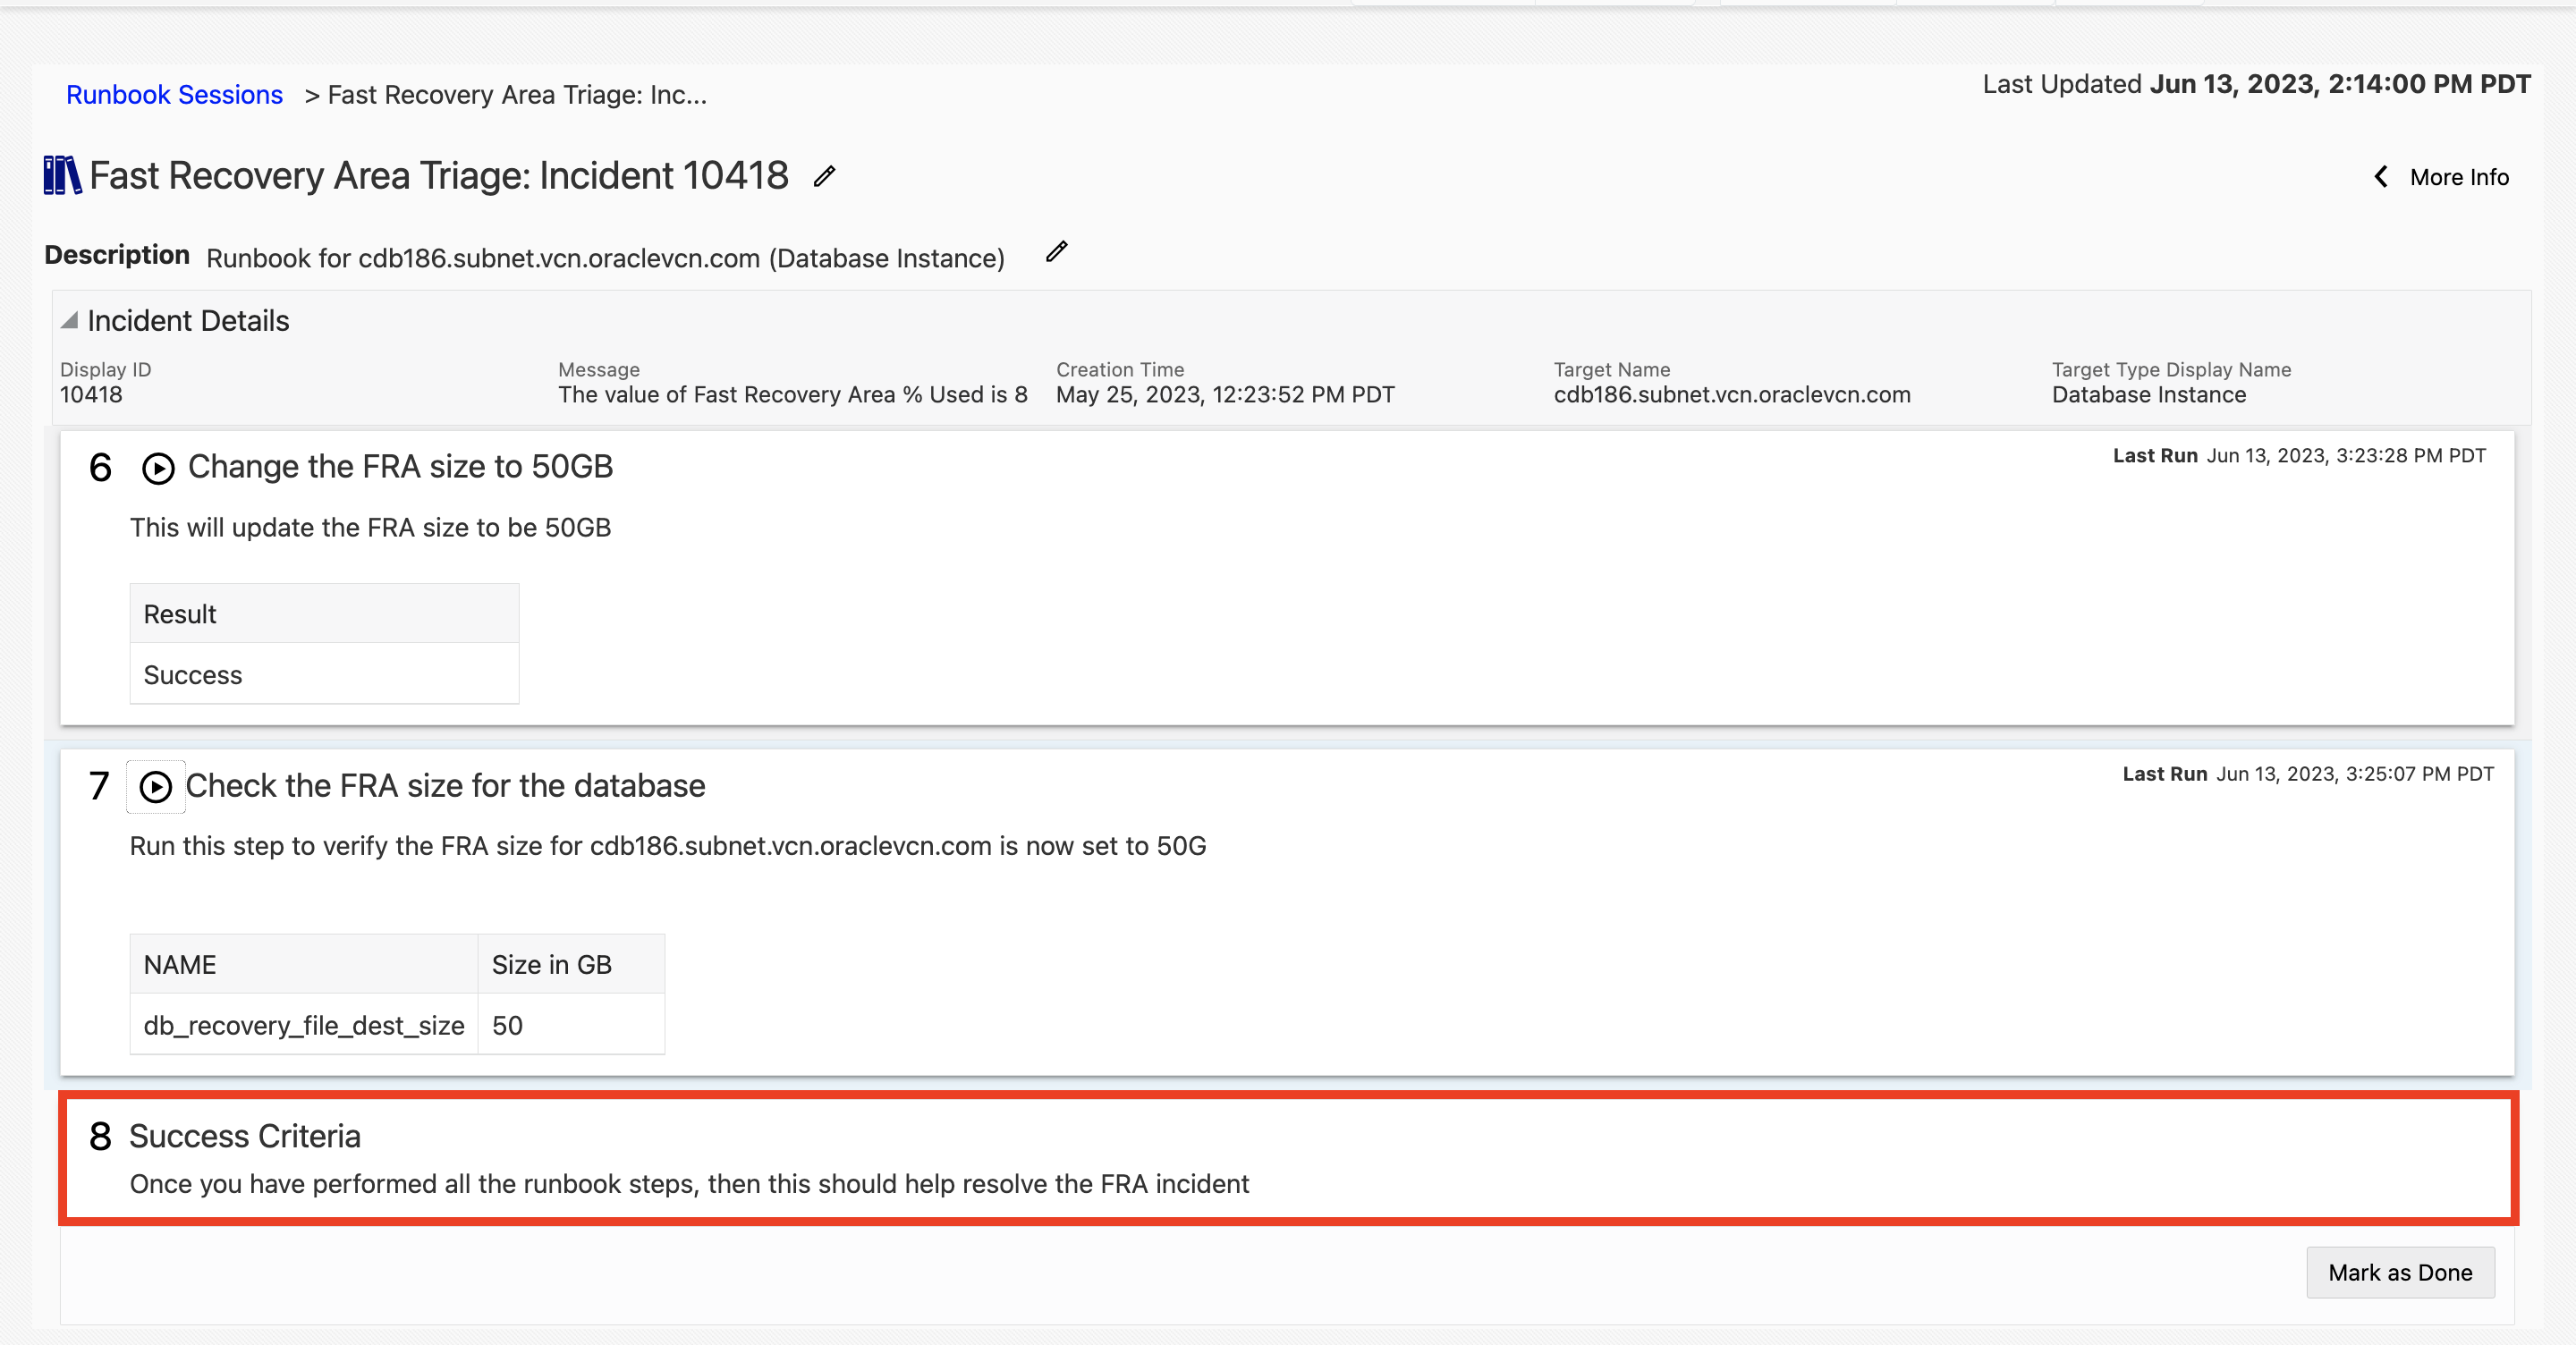 Runbook Sessions > Fast Recovery Area Triage: Inc...
Last Updated Jun 13, 2023, 2:14:00 PM PDT
Fast Recovery Area Triage: Incident 10418
More Info
Description Runbook for cdb186.subnet.vcn.oraclevcn.com (Database Instance)
Incident Details
Display ID
10418
Message
The value of Fast Recovery Area % Used is 8
Creation Time
May 25, 2023, 12:23:52 PM PDT
Target Name
cdb186.subnet.vcn.oraclevcn.com
Target Type Display Name
Database Instance
6 Change the FRA size to 50GB
Last Run Jun 13, 2023, 3:23:28 PM PDT
This will update the FRA size to be 50GB
Result
Success
7 Check the FRA size for the database
Last Run Jun 13, 2023, 3:25:07 PM PDT
Run this step to verify the FRA size for cdb186.subnet.vcn.oraclevcn.com is now set to 50G
NAME Size in GB
db_recovery_file_dest_size 50
8 Success Criteria
Once you have performed all the runbook steps, then this should help resolve the FRA incident
Mark as Done